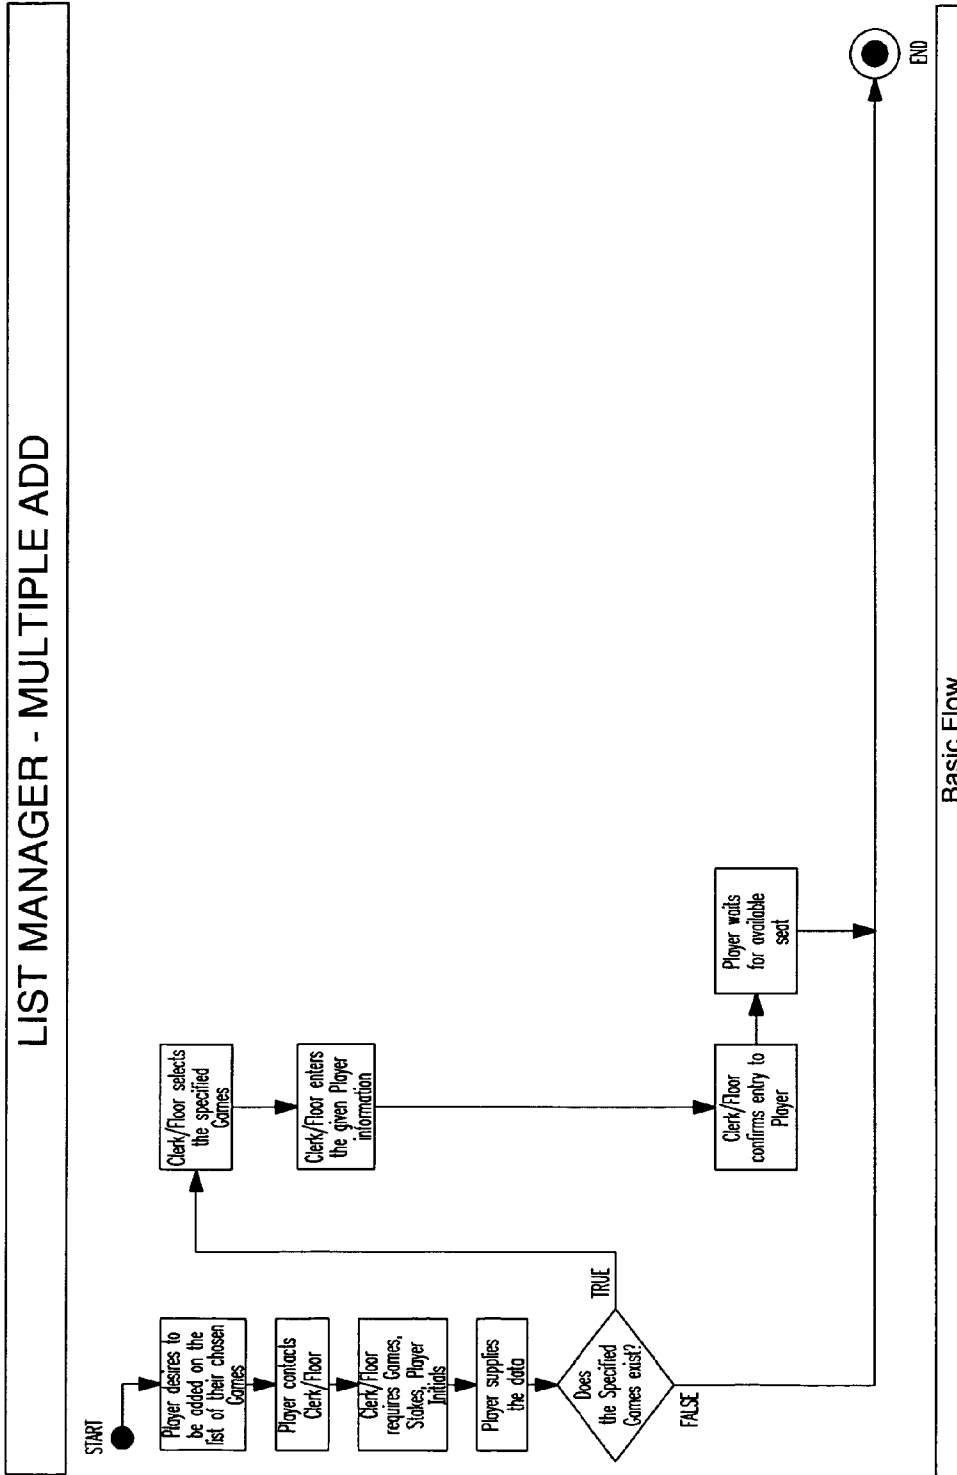 LIST MANAGER - MULTIPLE ADD
START
Player desires to
be added on the
list of their chosen
Games
Player contacts
Clerk/Floor
Clerk/Floor
requires Games,
Stakes, Player
Initials
Player supplies
the data
Does
the Specified
Games exist?
TRUE
FALSE
Clerk/Floor selects
the specified
Games
Clerk/Floor enters
the given Player
information
Clerk/Floor
confirms entry to
Player
Player waits
for available
seat
END
Basic Flow